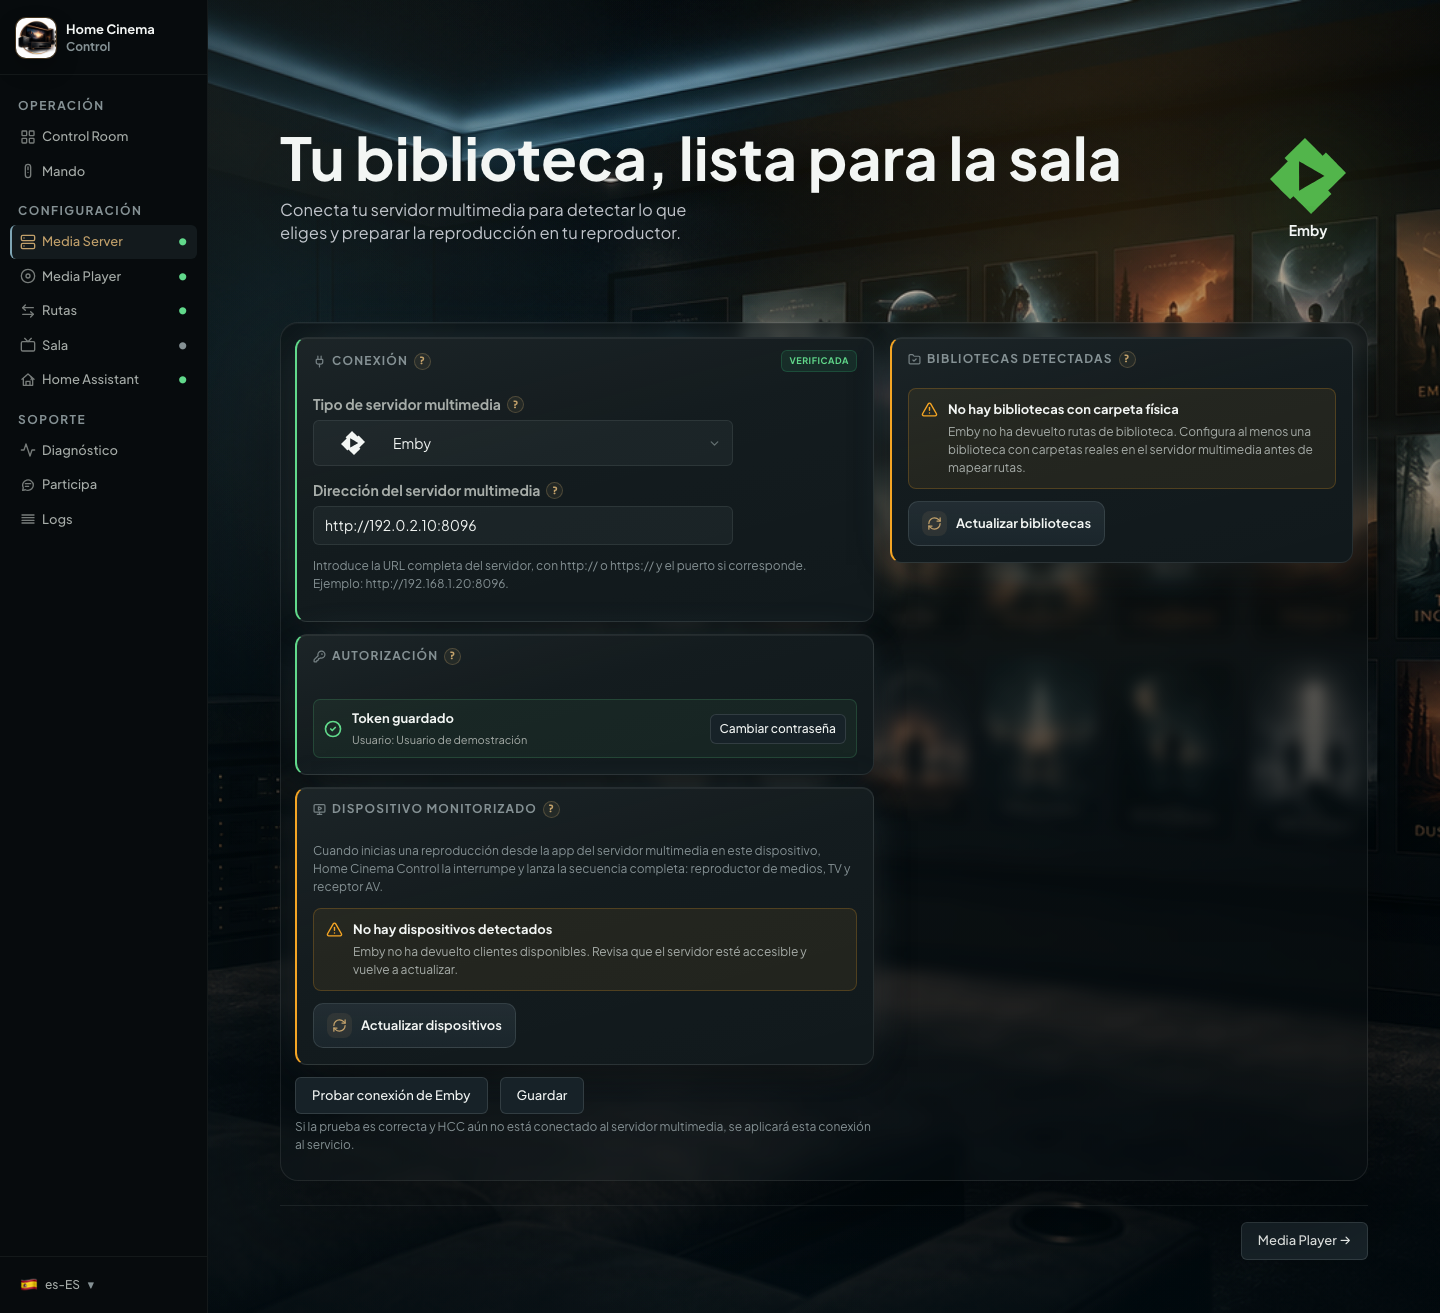 Home Cinema
Control
OPERACIÓN
Control Room
Mando
CONFIGURACIÓN
Media Server
Media Player
Rutas
Sala
Home Assistant
SOPORTE
Diagnóstico
Participa
Logs
es-ES
Tu biblioteca, lista para la sala
Conecta tu servidor multimedia para detectar lo que
eliges y preparar la reproducción en tu reproductor.
Emby
CONEXIÓN ?
VERIFICADA
Tipo de servidor multimedia ?
Emby
Dirección del servidor multimedia ?
http://192.0.2.10:8096
Introduce la URL completa del servidor, con http:// o https:// y el puerto si corresponde.
Ejemplo: http://192.168.1.20:8096.
AUTORIZACIÓN ?
Token guardado
Usuario: Usuario de demostración
Cambiar contraseña
DISPOSITIVO MONITORIZADO ?
Cuando inicias una reproducción desde la app del servidor multimedia en este dispositivo,
Home Cinema Control la interrumpe y lanza la secuencia completa: reproductor de medios, TV y
receptor AV.
No hay dispositivos detectados
Emby no ha devuelto clientes disponibles. Revisa que el servidor esté accesible y
vuelve a actualizar.
Actualizar dispositivos
Probar conexión de Emby
Guardar
Si la prueba es correcta y HCC aún no está conectado al servidor multimedia, se aplicará esta conexión
al servicio.
BIBLIOTECAS DETECTADAS ?
No hay bibliotecas con carpeta física
Emby no ha devuelto rutas de biblioteca. Configura al menos una
biblioteca con carpetas reales en el servidor multimedia antes de
mapear rutas.
Actualizar bibliotecas
Media Player →